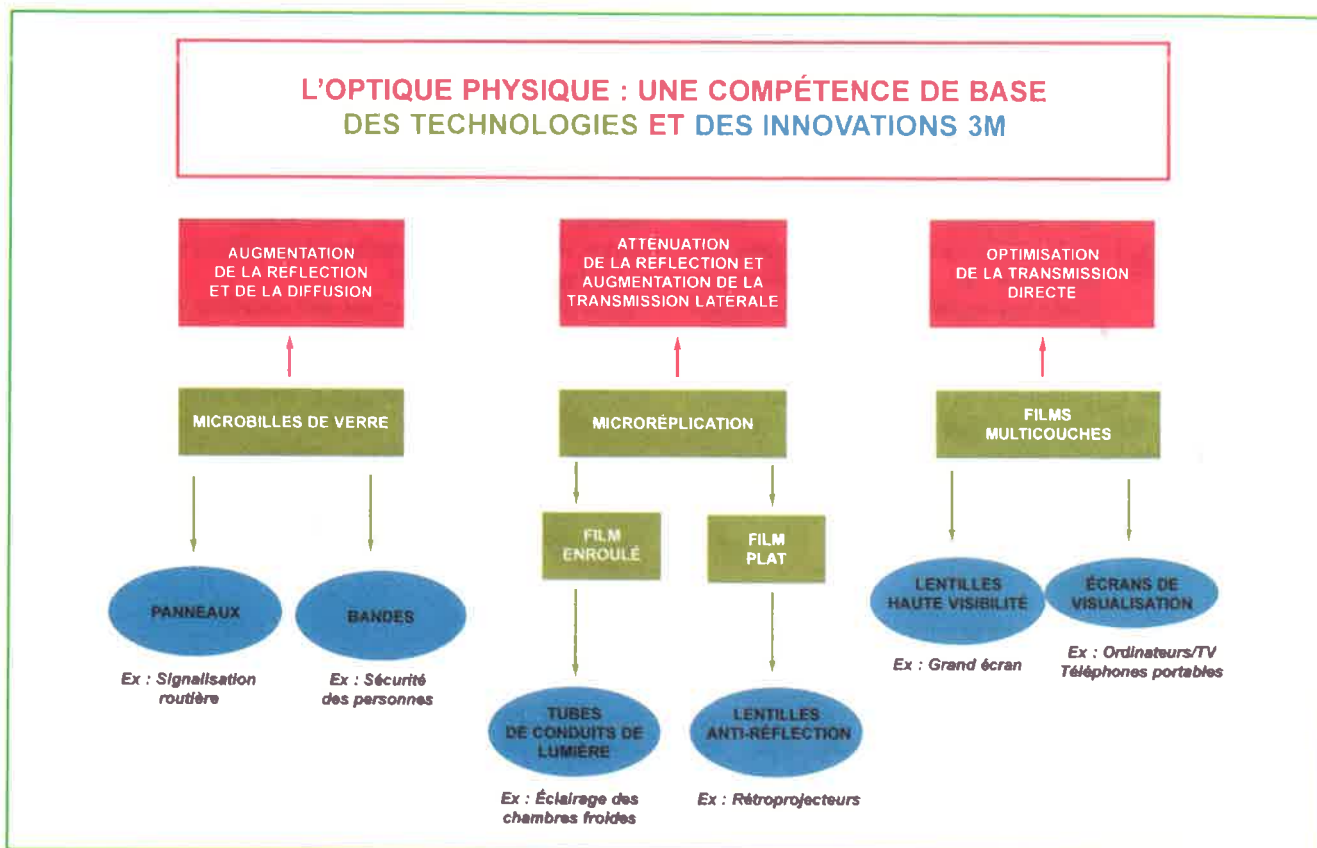 L'OPTIQUE PHYSIQUE : UNE COMPÉTENCE DE BASE
DES TECHNOLOGIES ET DES INNOVATIONS 3M
AUGMENTATION
DE LA RÉFLECTION
ET DE LA DIFFUSION
ATTÉNUATION
DE LA RÉFLECTION ET
AUGMENTATION DE LA
TRANSMISSION LATÉRALE
OPTIMISATION
DE LA TRANSMISSION
DIRECTE
MICROBILLES DE VERRE
MICRORÉPLICATION
FILMS
MULTICOUCHES
FILM
ENROULÉ
FILM
PLAT
PANNEAUX
Ex : Signalisation
routière
BANDES
Ex : Sécurité
des personnes
LENTILLES
HAUTE VISIBILITÉ
Ex : Grand écran
ÉCRANS DE
VISUALISATION
Ex : Ordinateurs/TV
Téléphones portables
TUBES
DE CONDUITS DE
LUMIÈRE
Ex : Éclairage des
chambres froides
LENTILLES
ANTI-RÉFLECTION
Ex : Rétroprojecteurs